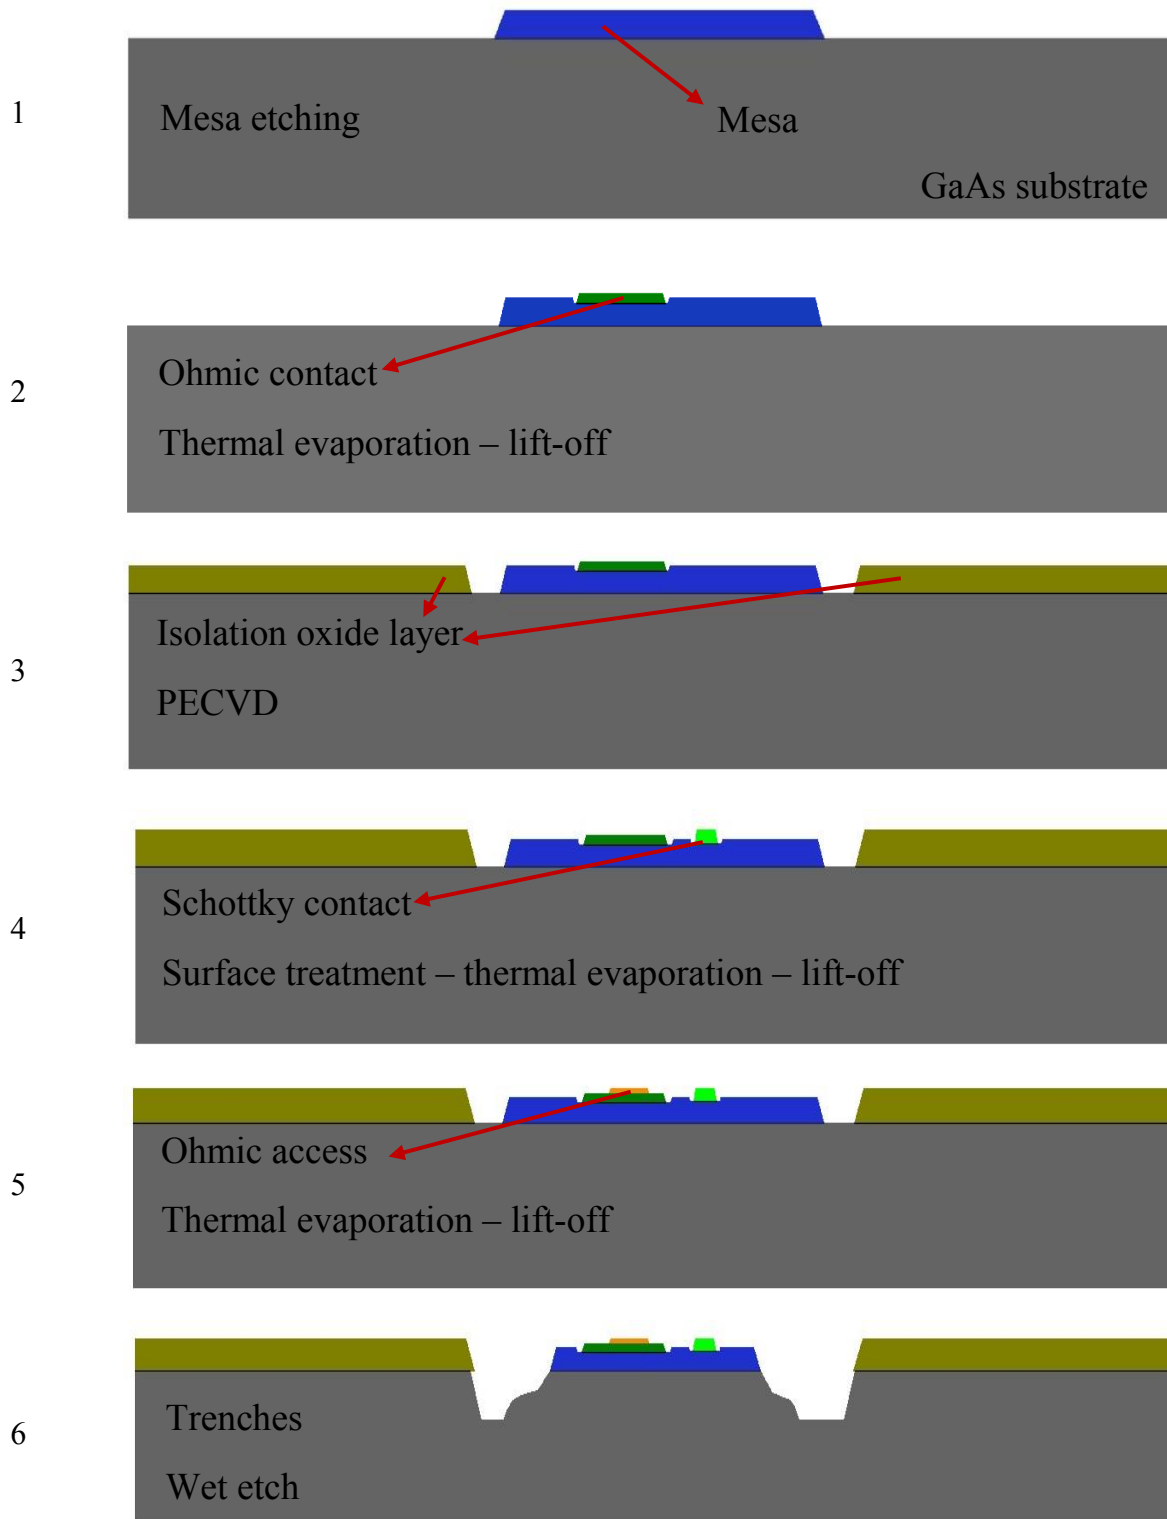 1
Mesa etching
Mesa
GaAs substrate
2
Ohmic contact
Thermal evaporation – lift-off
3
Isolation oxide layer
PECVD
4
Schottky contact
Surface treatment – thermal evaporation – lift-off
5
Ohmic access
Thermal evaporation – lift-off
6
Trenches
Wet etch